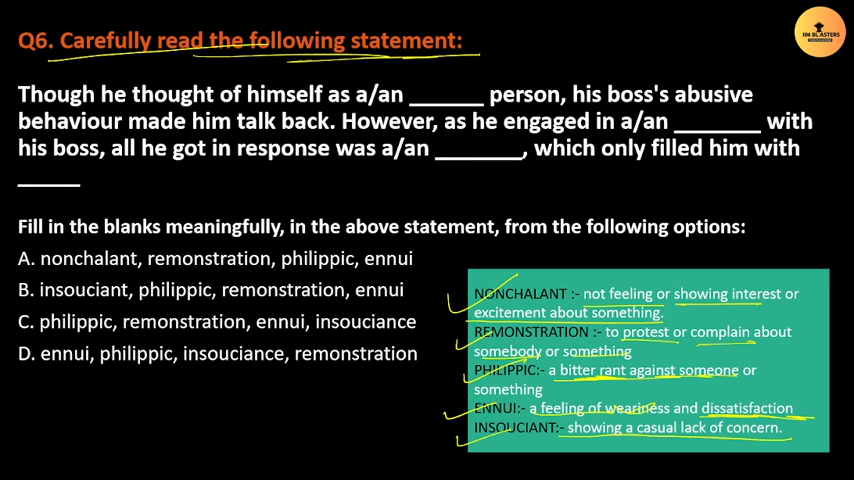 Q6. Carefully read the following statement:
IIM BL ASTERS
Though he thought of himself as a/an ______ person, his boss's abusive
behaviour made him talk back. However, as he engaged in a/an _______ with
his boss, all he got in response was a/an _______, which only filled him with
_____
Fill in the blanks meaningfully, in the above statement, from the following options:
A. nonchalant, remonstration, philippic, ennui
B. insouciant, philippic, remonstration, ennui
C. philippic, remonstration, ennui, insouciance
D. ennui, philippic, insouciance, remonstration
NONCHALANT :- not feeling or showing interest or
excitement about something.
REMONSTRATION :- to protest or complain about
somebody or something
PHILIPPIC:- a bitter rant against someone or
something
ENNUI:- a feeling of weariness and dissatisfaction
INSOUCIANT:- showing a casual lack of concern.